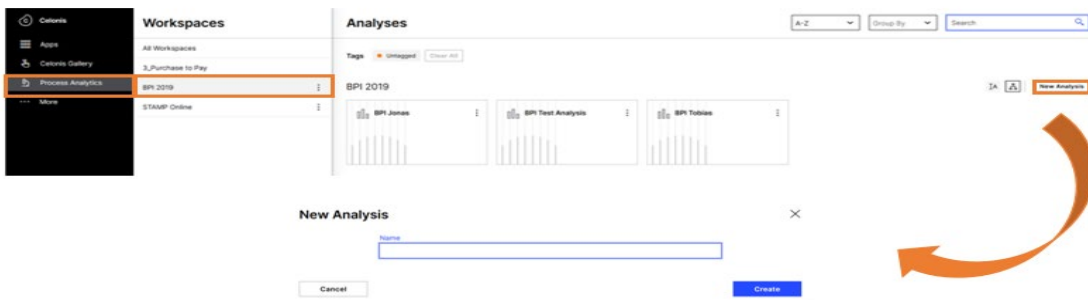 Celonis
Apps
Celonis Gallery
Process Analytics
More
Workspaces
All Workspaces
3_Purchase to Pay
BPI 2019
STAMP Online
Analyses
A-Z
Group By
Search
Tags
Untagged
Clear All
BPI 2019
New Analysis
BPI Jonas
BPI Test Analysis
BPI Tobias
New Analysis
Name
Cancel
Create